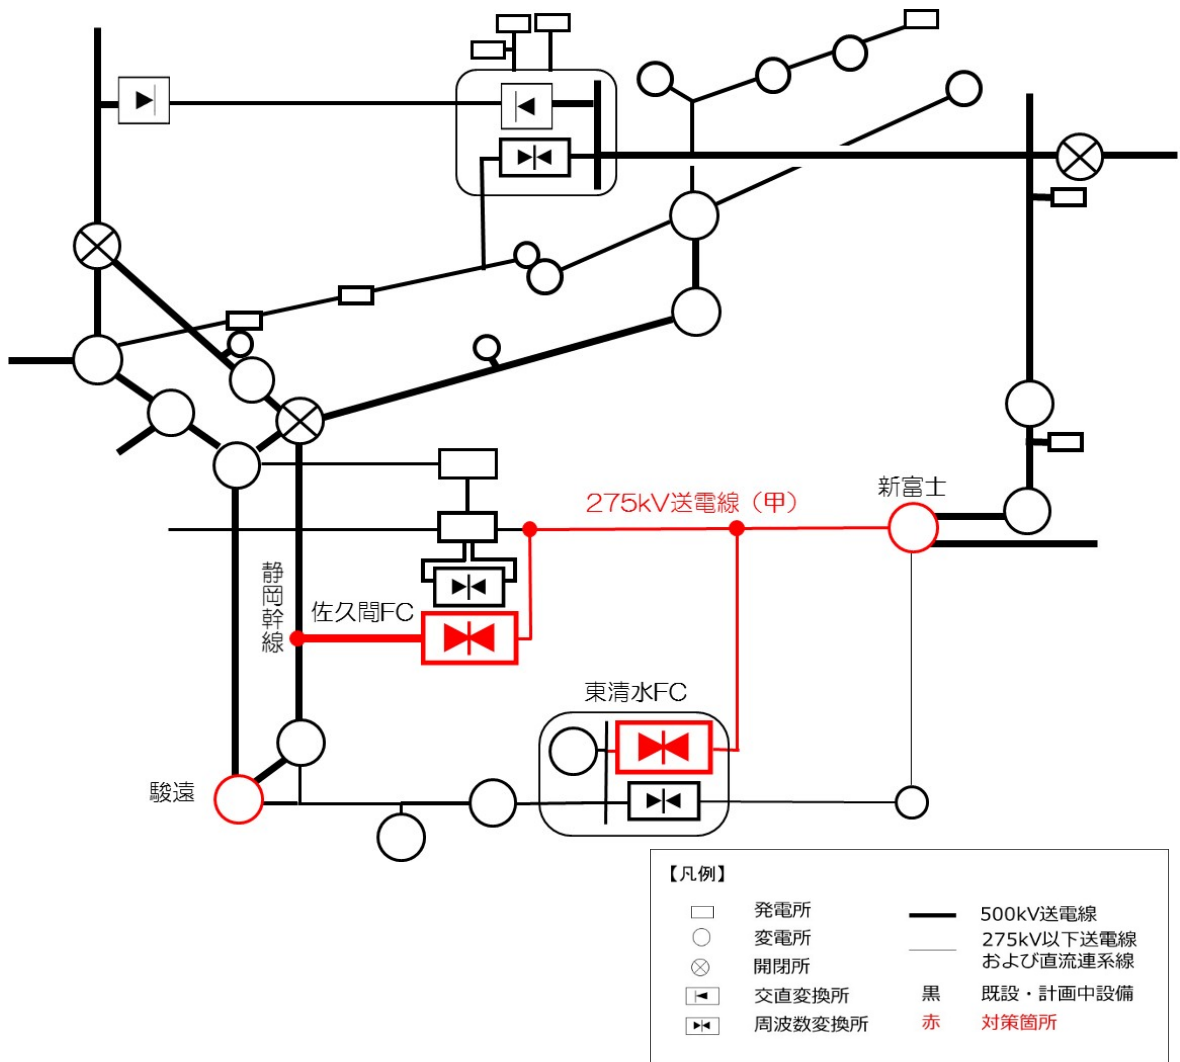 新富士
275kV送電線（甲）
静岡幹線
佐久間FC
東清水FC
駿遠
【凡例】
発電所
変電所
開閉所
交直変換所
周波数変換所
500kV送電線
275kV以下送電線
および直流連系線
黒 既設・計画中設備
赤 対策箇所